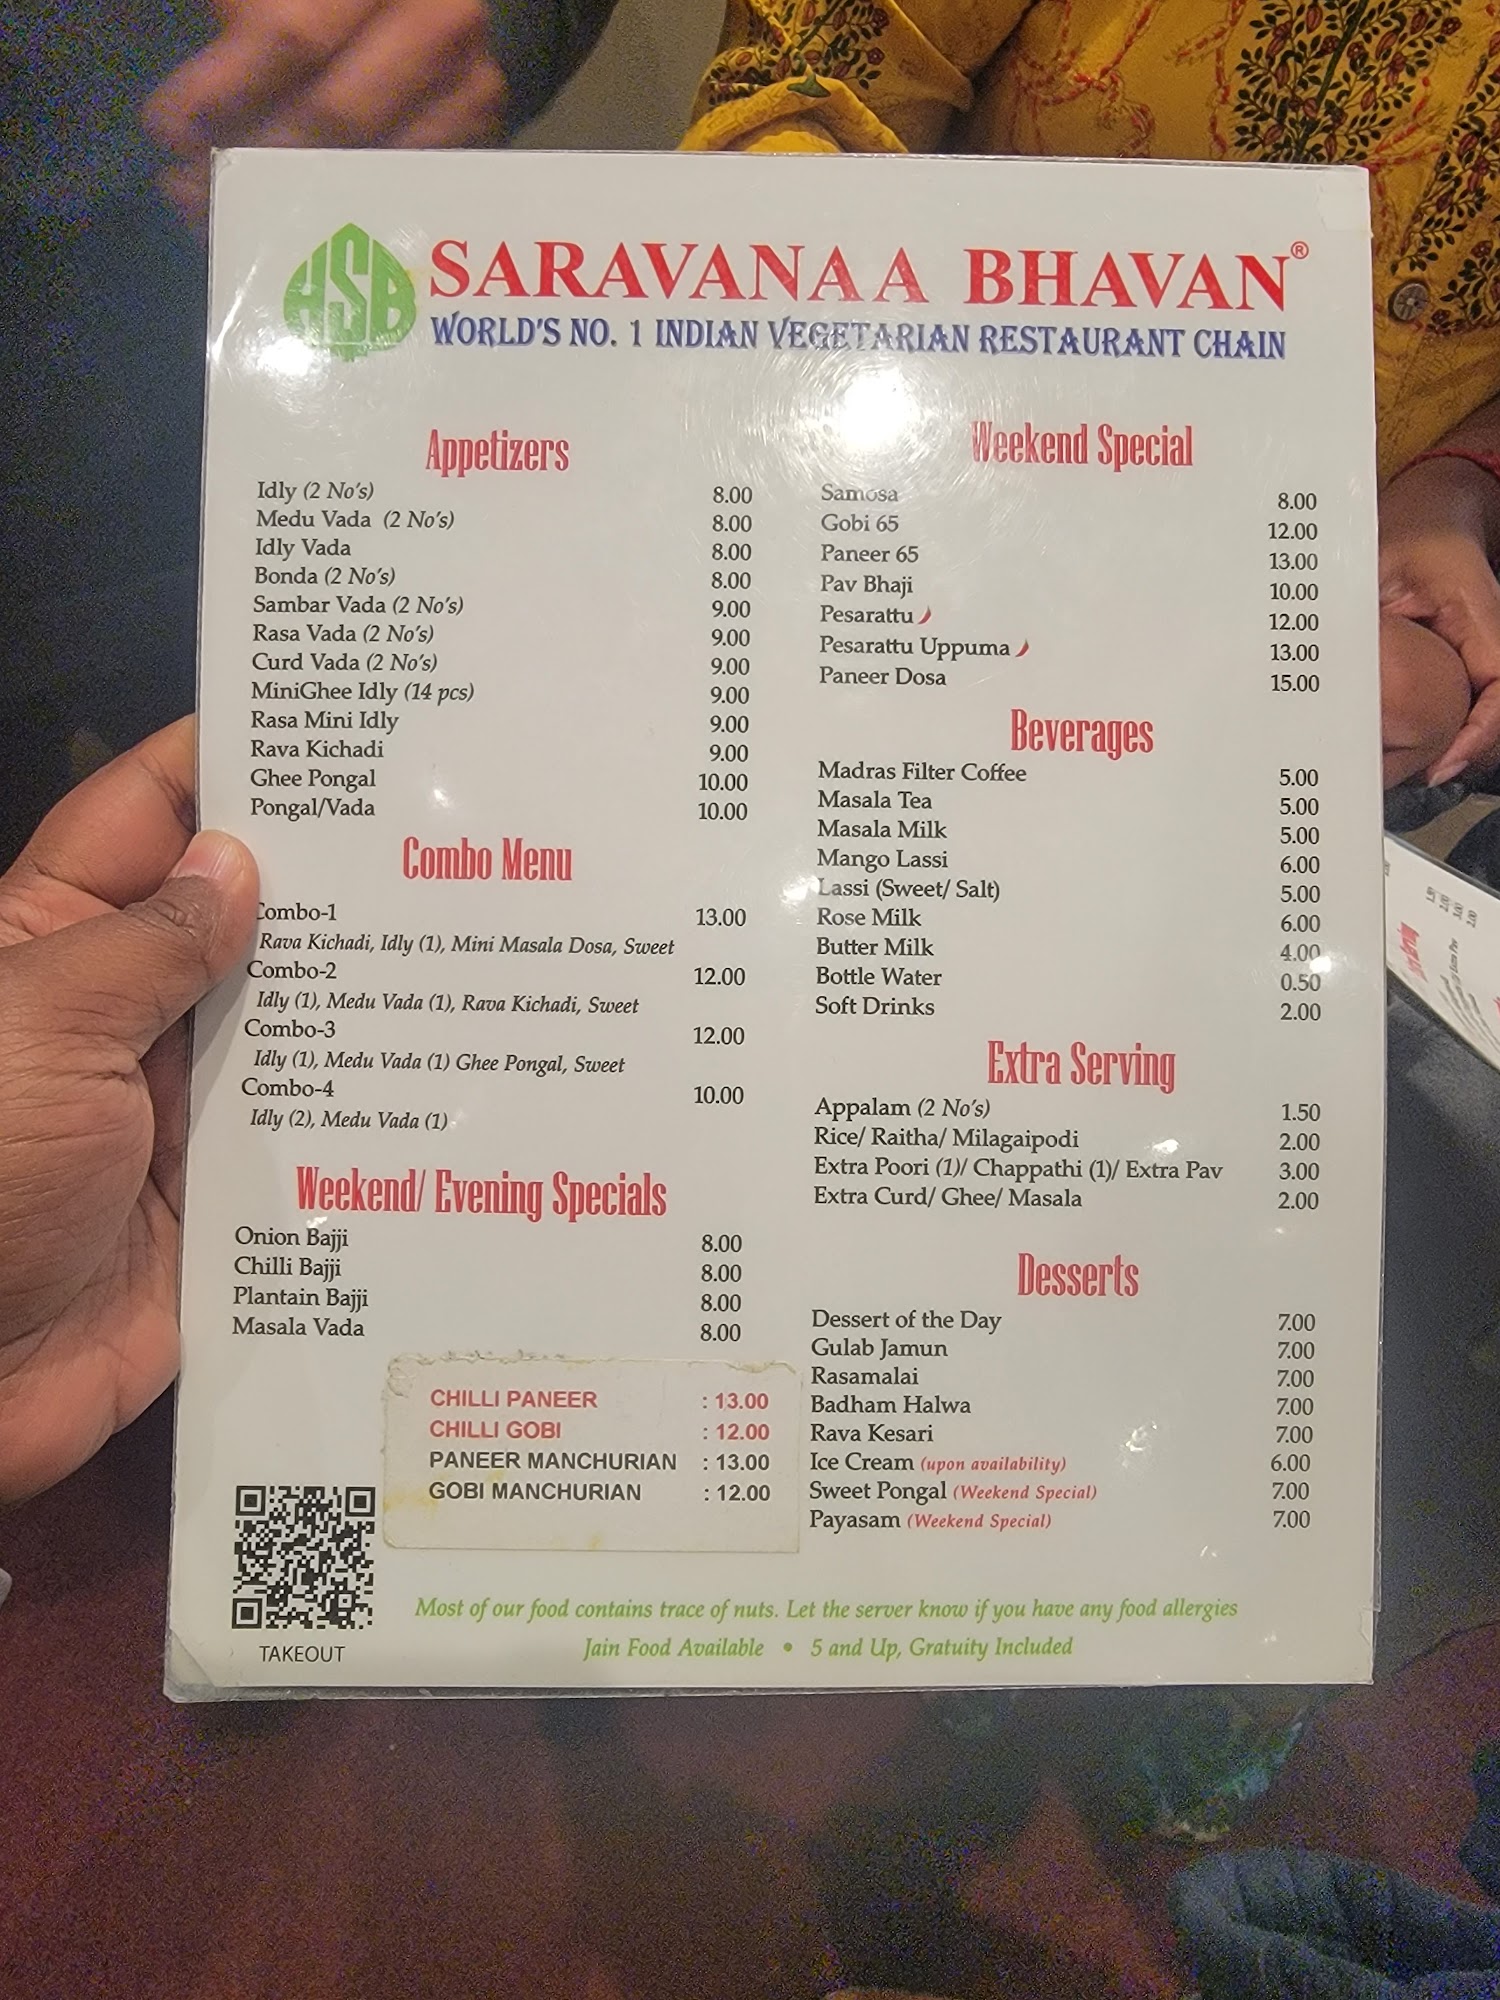 HSB
SARAVANAA BHAVAN®
WORLD'S NO. 1 INDIAN VEGETARIAN RESTAURANT CHAIN
Appetizers
Idly (2 No's) 8.00
Medu Vada (2 No's) 8.00
Idly Vada 8.00
Bonda (2 No's) 8.00
Sambar Vada (2 No's) 9.00
Rasa Vada (2 No's) 9.00
Curd Vada (2 No's) 9.00
MiniGhee Idly (14 pcs) 9.00
Rasa Mini Idly 9.00
Rava Kichadi 9.00
Ghee Pongal 10.00
Pongal/Vada 10.00
Combo Menu
Combo-1 13.00
Rava Kichadi, Idly (1), Mini Masala Dosa, Sweet
Combo-2 12.00
Idly (1), Medu Vada (1), Rava Kichadi, Sweet
Combo-3 12.00
Idly (1), Medu Vada (1) Ghee Pongal, Sweet
Combo-4 10.00
Idly (2), Medu Vada (1)
Weekend/ Evening Specials
Onion Bajji 8.00
Chilli Bajji 8.00
Plantain Bajji 8.00
Masala Vada 8.00
CHILLI PANEER : 13.00
CHILLI GOBI : 12.00
PANEER MANCHURIAN : 13.00
GOBI MANCHURIAN : 12.00
TAKEOUT
Weekend Special
Samosa 8.00
Gobi 65 12.00
Paneer 65 13.00
Pav Bhaji 10.00
Pesarattu 12.00
Pesarattu Uppuma 13.00
Paneer Dosa 15.00
Beverages
Madras Filter Coffee 5.00
Masala Tea 5.00
Masala Milk 5.00
Mango Lassi 6.00
Lassi (Sweet/ Salt) 5.00
Rose Milk 6.00
Butter Milk 4.00
Bottle Water 0.50
Soft Drinks 2.00
Extra Serving
Appalam (2 No's) 1.50
Rice/ Raitha/ Milagaipodi 2.00
Extra Poori (1)/ Chappathi (1)/ Extra Pav 3.00
Extra Curd/ Ghee/ Masala 2.00
Desserts
Dessert of the Day 7.00
Gulab Jamun 7.00
Rasamalai 7.00
Badham Halwa 7.00
Rava Kesari 7.00
Ice Cream (upon availability) 6.00
Sweet Pongal (Weekend Special) 7.00
Payasam (Weekend Special) 7.00
Most of our food contains trace of nuts. Let the server know if you have any food allergies
Jain Food Available • 5 and Up, Gratuity Included